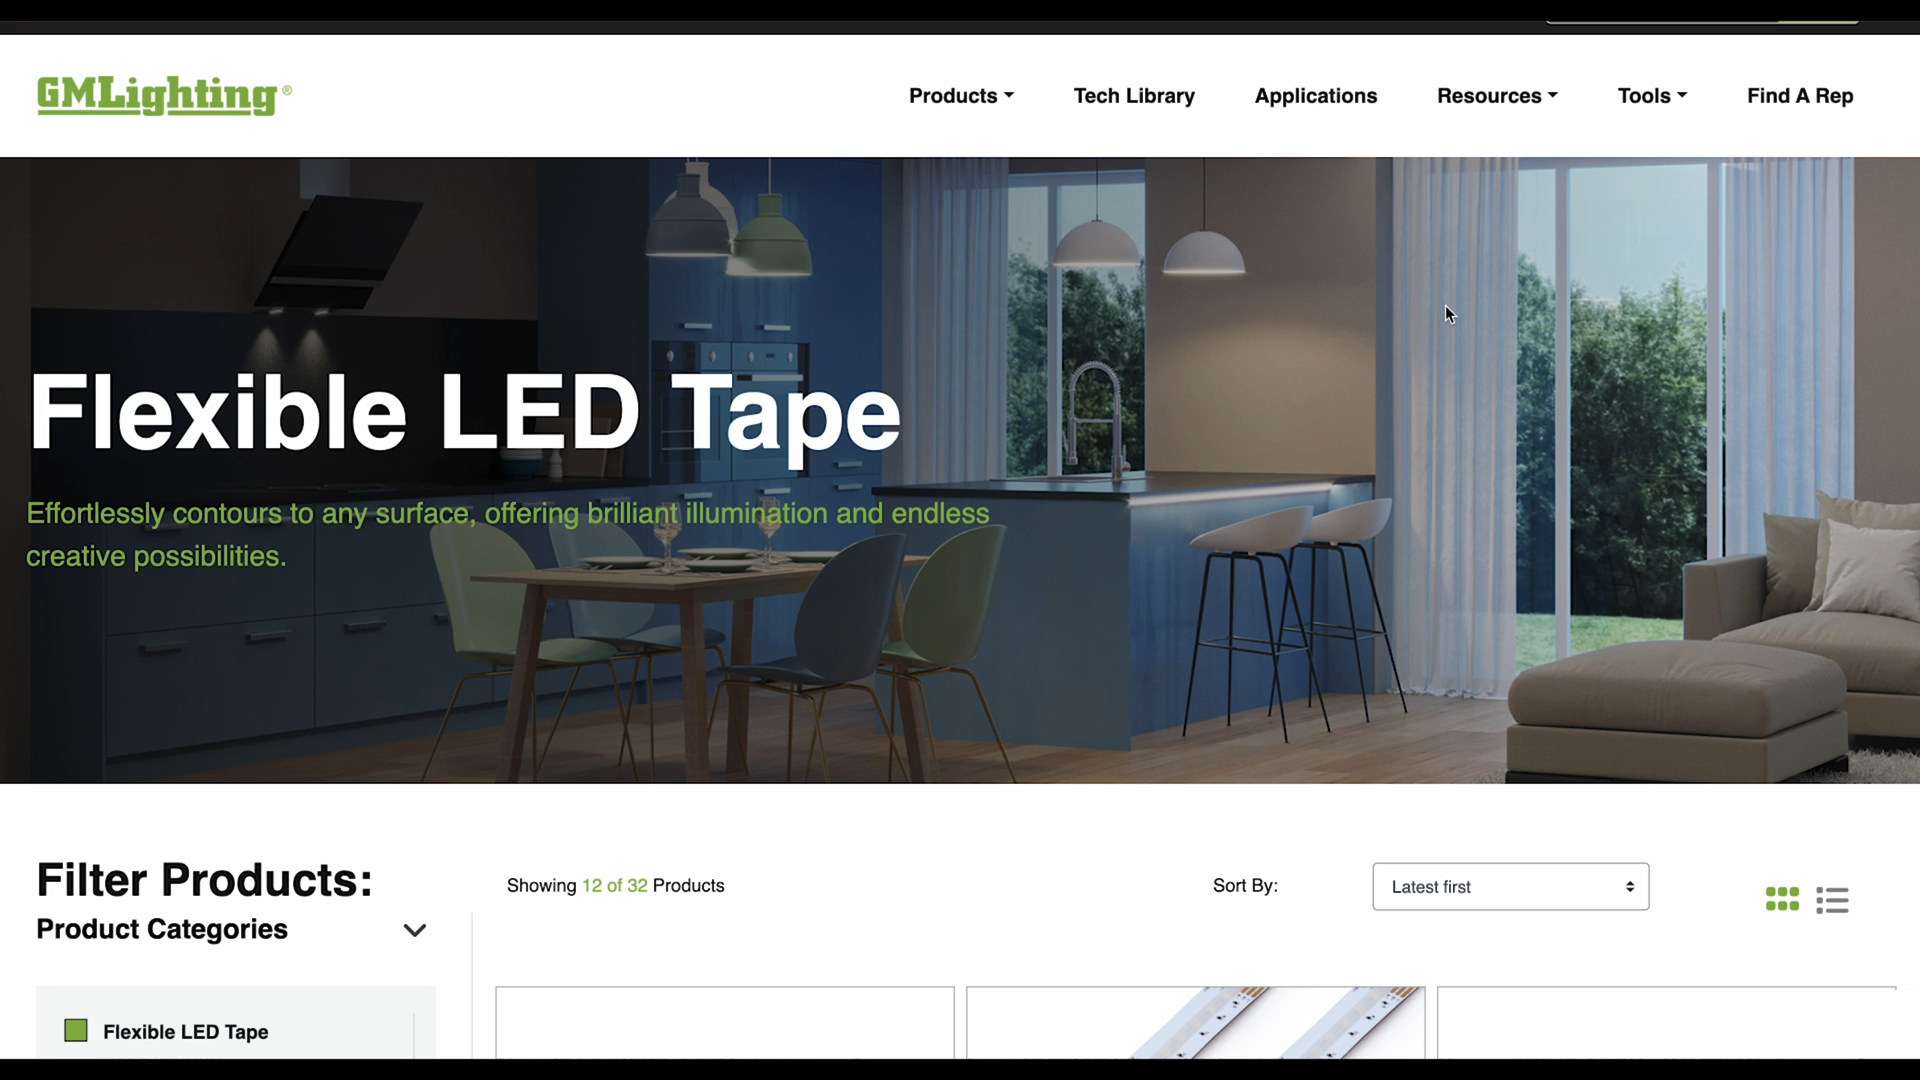 GMLighting®
Products Tech Library Applications Resources Tools Find A Rep
Flexible LED Tape
Effortlessly contours to any surface, offering brilliant illumination and endless
creative possibilities.
Filter Products:
Showing 12 of 32 Products
Sort By:
Latest first
Product Categories
Flexible LED Tape